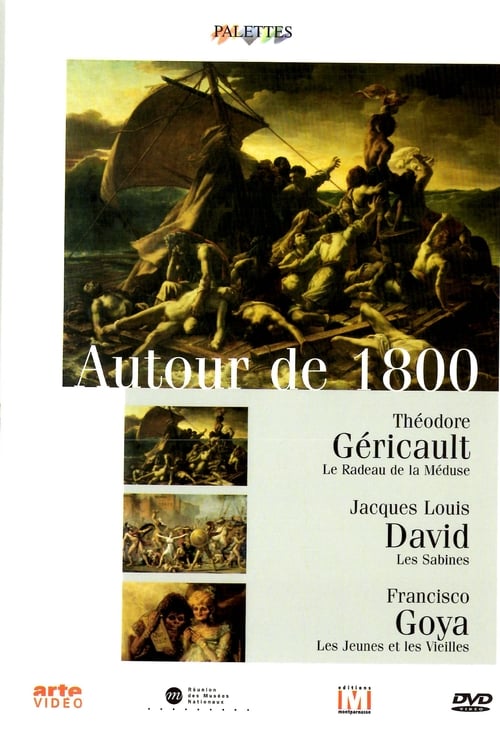 PALETTES
Autour de 1800
Théodore
Géricault
Le Radeau de la Méduse
Jacques Louis
David
Les Sabines
Francisco
Goya
Les Jeunes et les Vieilles
arte
VIDEO
m
Réunion
des Musées
Nationaux
editions
M
montparnasse
DVD
VIDEO